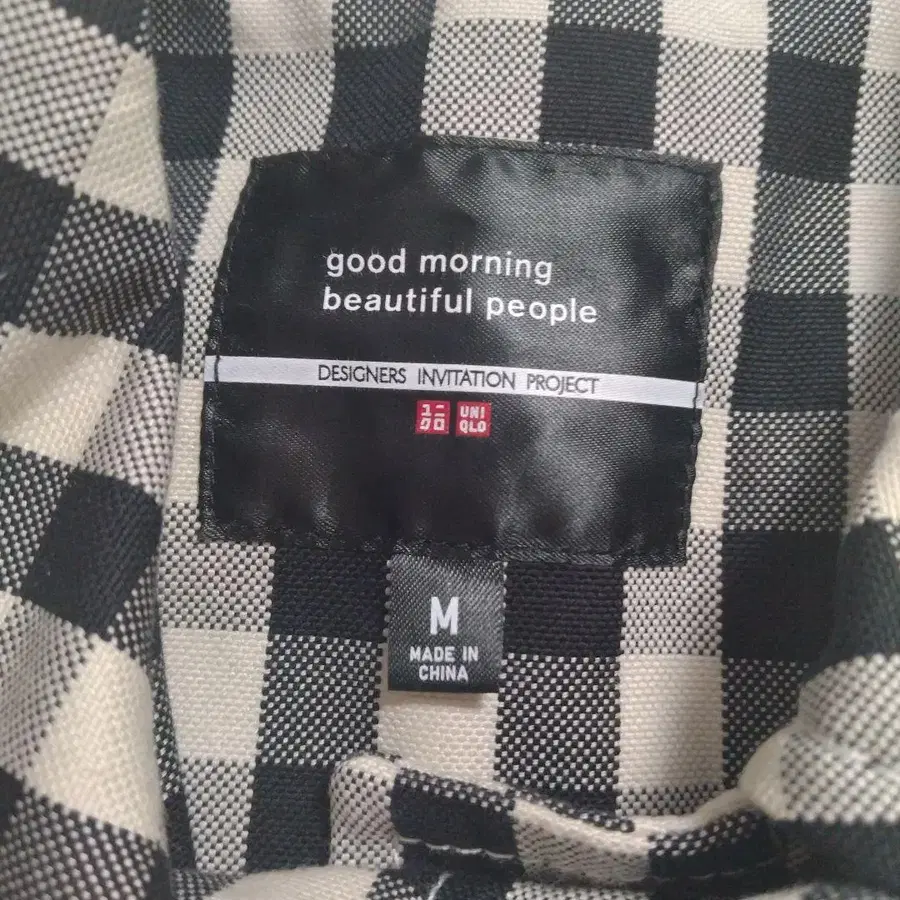 good morning
beautiful people
DESIGNERS INVITATION PROJECT
ユニ UNI
クロ QLO
M
MADE IN
CHINA